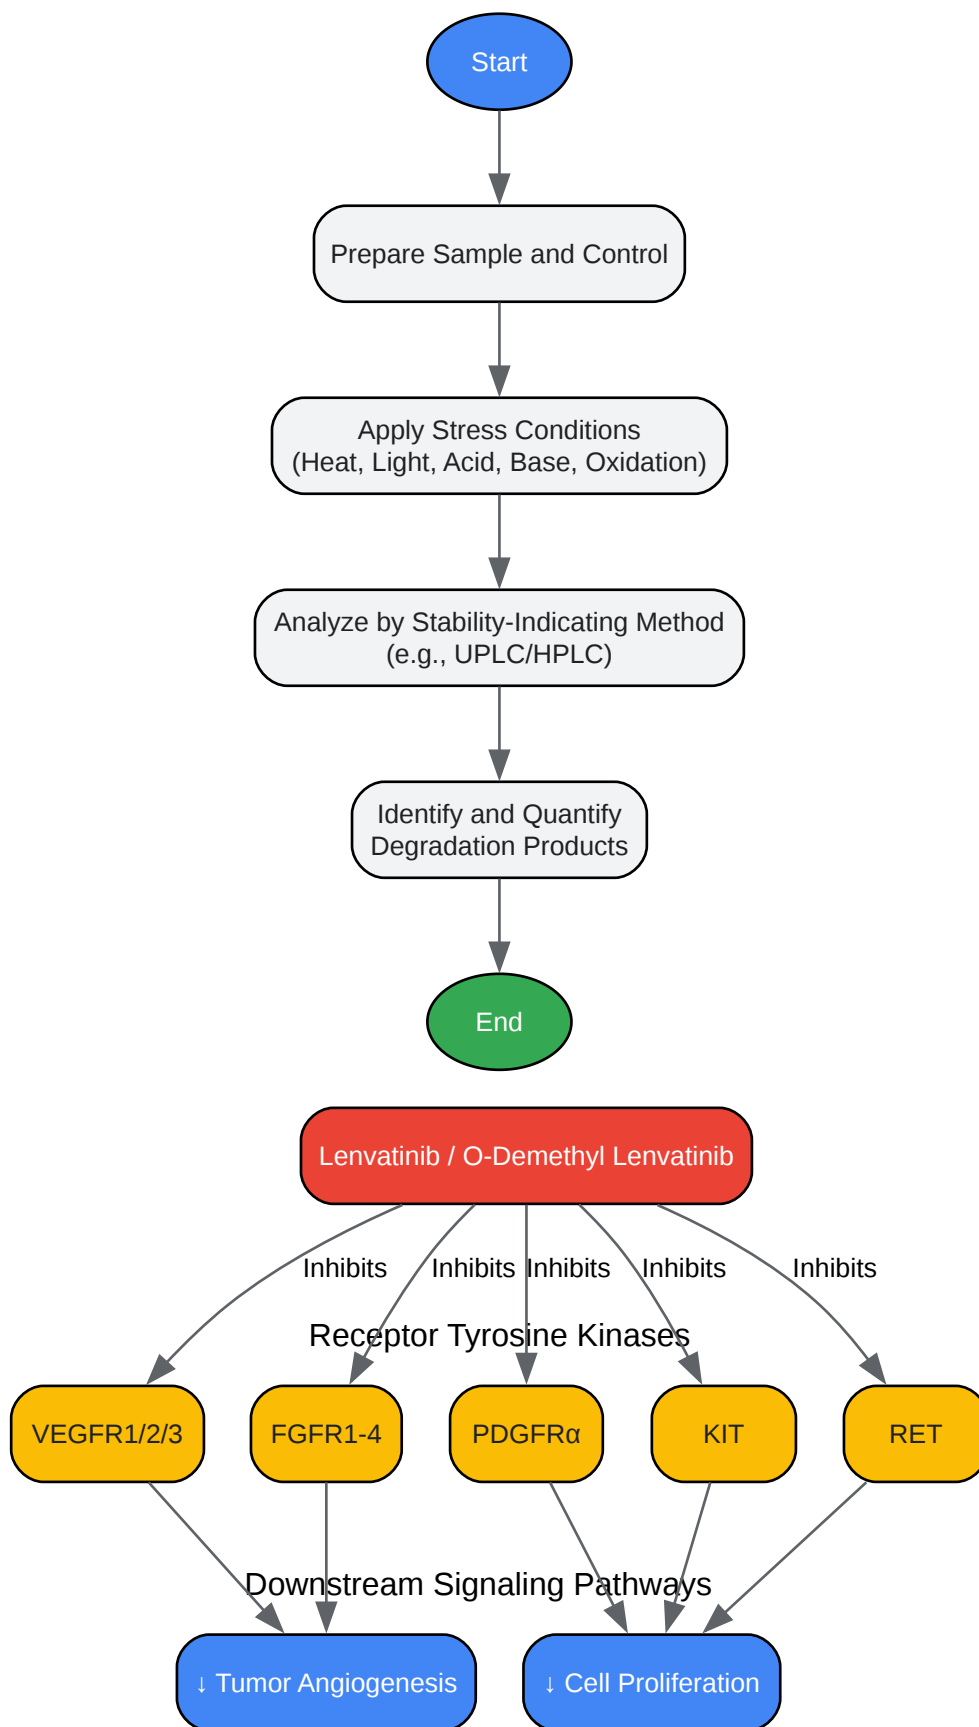 Start
Prepare Sample and Control
Apply Stress Conditions
(Heat, Light, Acid, Base, Oxidation)
Analyze by Stability-Indicating Method
(e.g., UPLC/HPLC)
Identify and Quantify
Degradation Products
End
Lenvatinib / O-Demethyl Lenvatinib
Inhibits
Inhibits
Inhibits
Inhibits
Inhibits
Receptor Tyrosine Kinases
VEGFR1/2/3
FGFR1-4
PDGFRα
KIT
RET
Downstream Signaling Pathways
↓ Tumor Angiogenesis
↓ Cell Proliferation